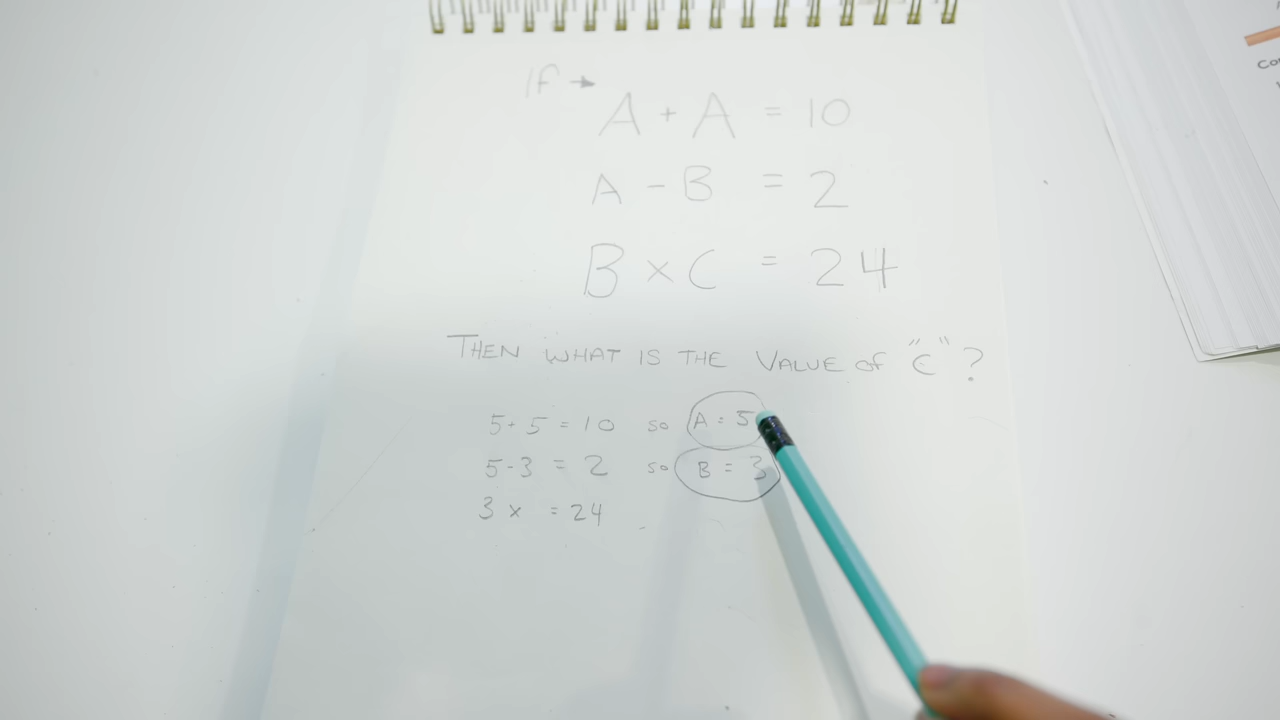 If →
A + A = 10
A - B = 2
B x C = 24
THEN WHAT IS THE VALUE of "C"?
5+5 = 10 so A = 5
5-3 = 2 so B = 3
3 x = 24